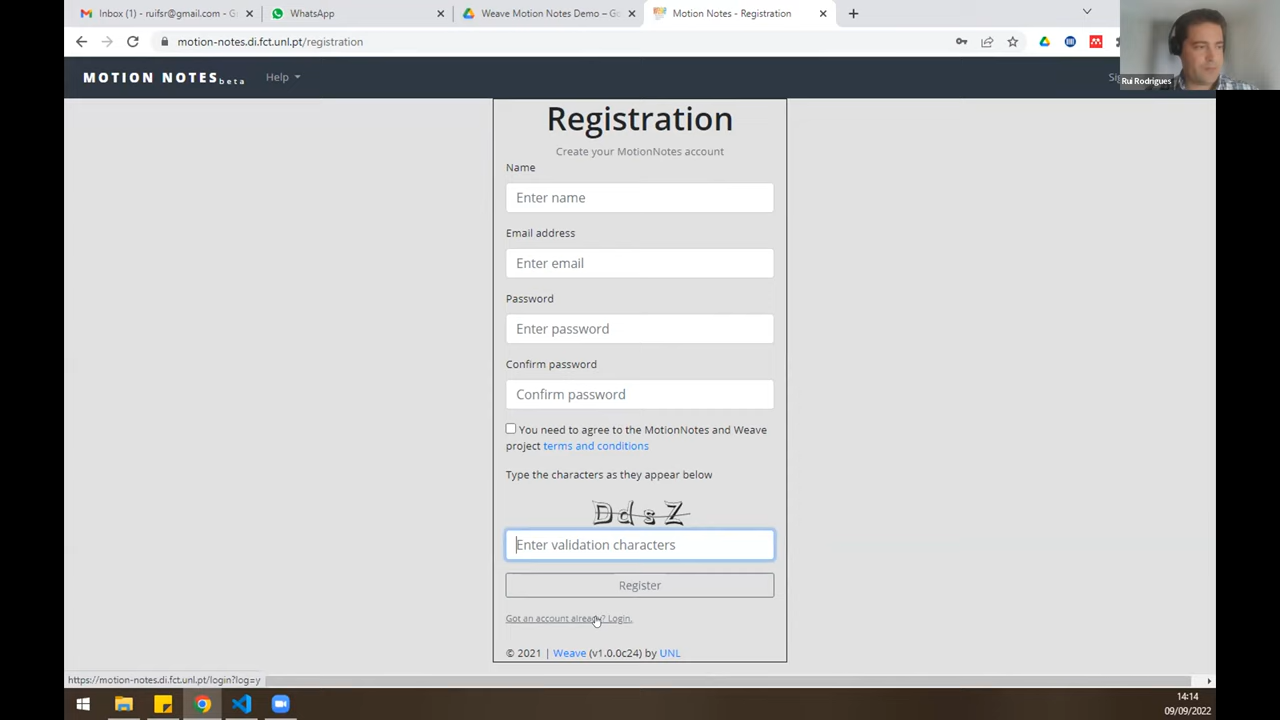 Inbox (1) - ruifsr@gmail.com - G
WhatsApp
Weave Motion Notes Demo – Go
Motion Notes - Registration
motion-notes.di.fct.unl.pt/registration
Rui Rodrigues
MOTION NOTES beta
Help
Registration
Create your MotionNotes account
Name
Enter name
Email address
Enter email
Password
Enter password
Confirm password
Confirm password
You need to agree to the MotionNotes and Weave
project terms and conditions
Type the characters as they appear below
DdsZ
Enter validation characters
Register
Got an account already? Login.
© 2021 | Weave (v1.0.0c24) by UNL
https://motion-notes.di.fct.unl.pt/login?log=y
14:14
09/09/2022